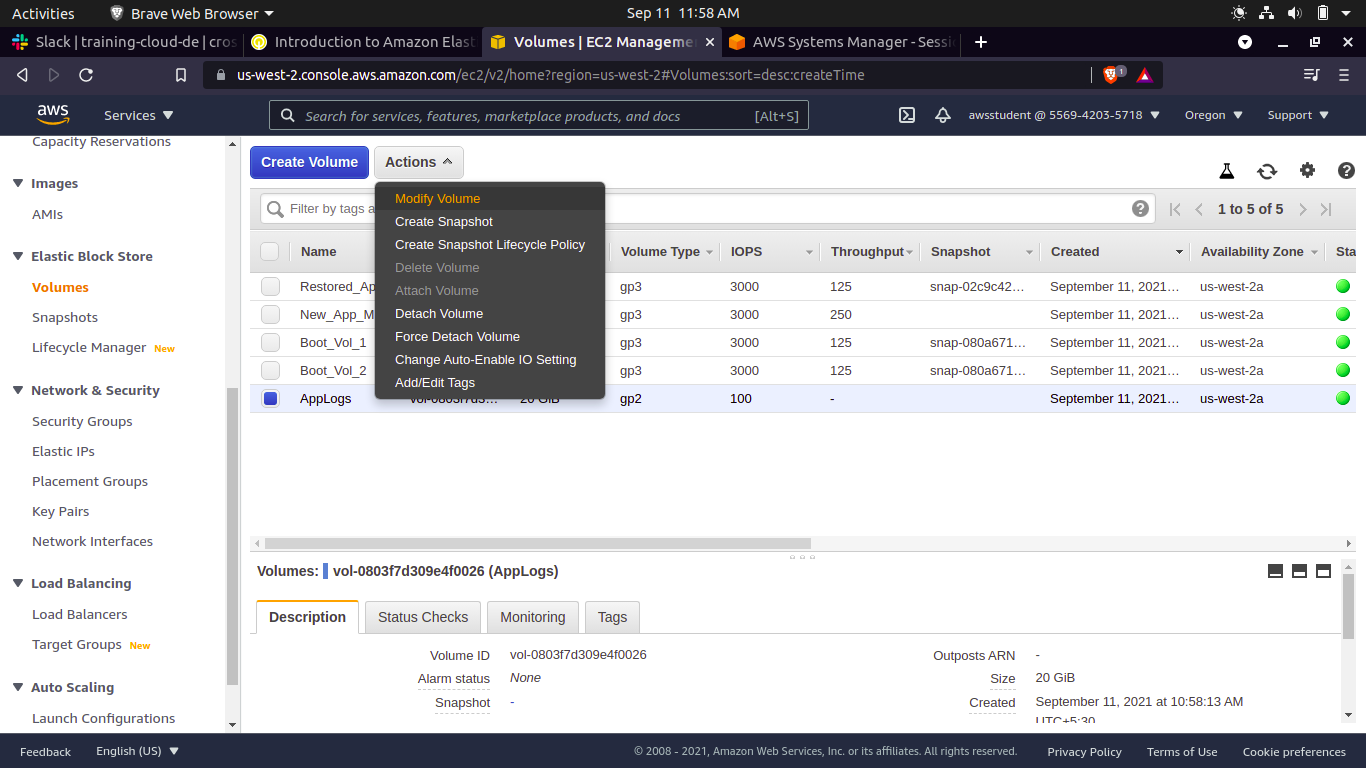 Activities Brave Web Browser Sep 11 11:58 AM
Slack | training-cloud-de | cros Introduction to Amazon Elast Volumes | EC2 Manageme AWS Systems Manager - Sessi
us-west-2.console.aws.amazon.com/ec2/v2/home?region=us-west-2#Volumes:sort=desc:createTime 1
aws Services Search for services, features, marketplace products, and docs [Alt+S] awsstudent @ 5569-4203-5718 Oregon Support
Capacity Reservations
Images
AMIs
Elastic Block Store
Volumes
Snapshots
Lifecycle Manager New
Network & Security
Security Groups
Elastic IPs
Placement Groups
Key Pairs
Network Interfaces
Load Balancing
Load Balancers
Target Groups New
Auto Scaling
Launch Configurations
Create Volume Actions
Modify Volume
Create Snapshot
Create Snapshot Lifecycle Policy
Delete Volume
Attach Volume
Detach Volume
Force Detach Volume
Change Auto-Enable IO Setting
Add/Edit Tags
Filter by tags a 1 to 5 of 5
Name Volume Type IOPS Throughput Snapshot Created Availability Zone Sta
Restored_Ap gp3 3000 125 snap-02c9c42... September 11, 2021... us-west-2a
New_App_M gp3 3000 250 September 11, 2021... us-west-2a
Boot_Vol_1 gp3 3000 125 snap-080a671... September 11, 2021... us-west-2a
Boot_Vol_2 gp3 3000 125 snap-080a671... September 11, 2021... us-west-2a
AppLogs vol-0803f7d3... 20 GiB gp2 100 - September 11, 2021... us-west-2a
Volumes: vol-0803f7d309e4f0026 (AppLogs)
Description Status Checks Monitoring Tags
Volume ID vol-0803f7d309e4f0026 Outposts ARN -
Alarm status None Size 20 GiB
Snapshot - Created September 11, 2021 at 10:58:13 AM
UTC+5:30
Feedback English (US) © 2008 - 2021, Amazon Web Services, Inc. or its affiliates. All rights reserved. Privacy Policy Terms of Use Cookie preferences